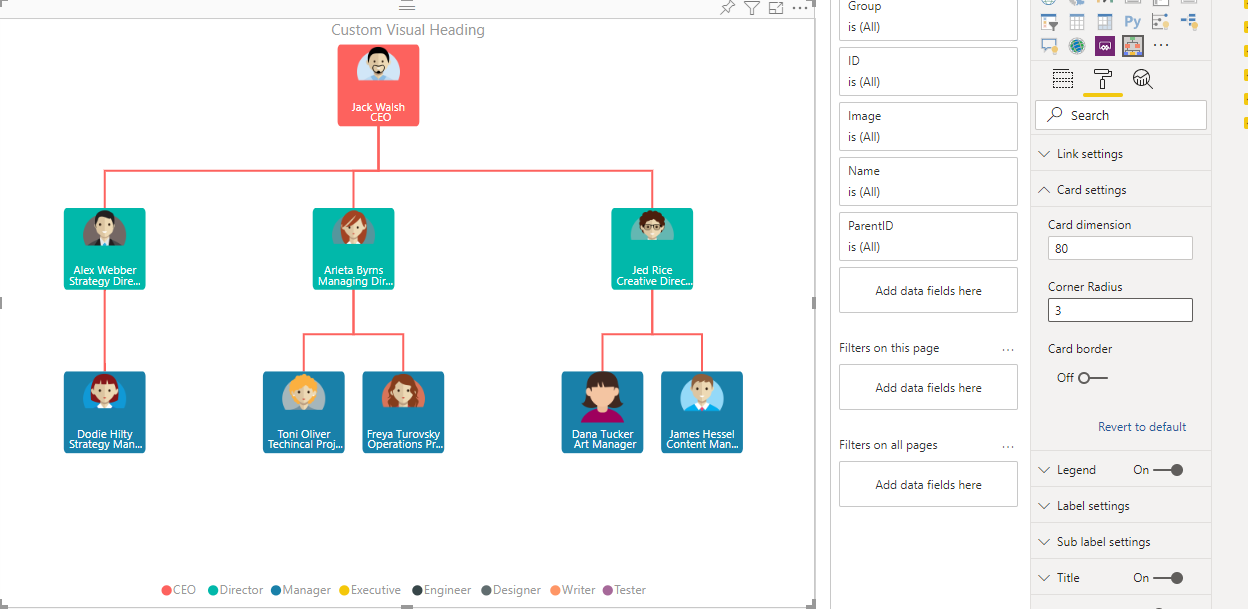 Custom Visual Heading
Jack Walsh
CEO
Alex Webber
Strategy Dire...
Arleta Byrns
Managing Dir...
Jed Rice
Creative Direc...
Dodie Hilty
Strategy Man...
Toni Oliver
Techincal Proj...
Freya Turovsky
Operations Pr...
Dana Tucker
Art Manager
James Hessel
Content Man...
CEO Director Manager Executive Engineer Designer Writer Tester
Group
is (All)
ID
is (All)
Image
is (All)
Name
is (All)
ParentID
is (All)
Add data fields here
Filters on this page ...
Add data fields here
Filters on all pages ...
Add data fields here
Py
Search
Link settings
Card settings
Card dimension
80
Corner Radius
3
Card border
Off
Revert to default
Legend On
Label settings
Sub label settings
Title On